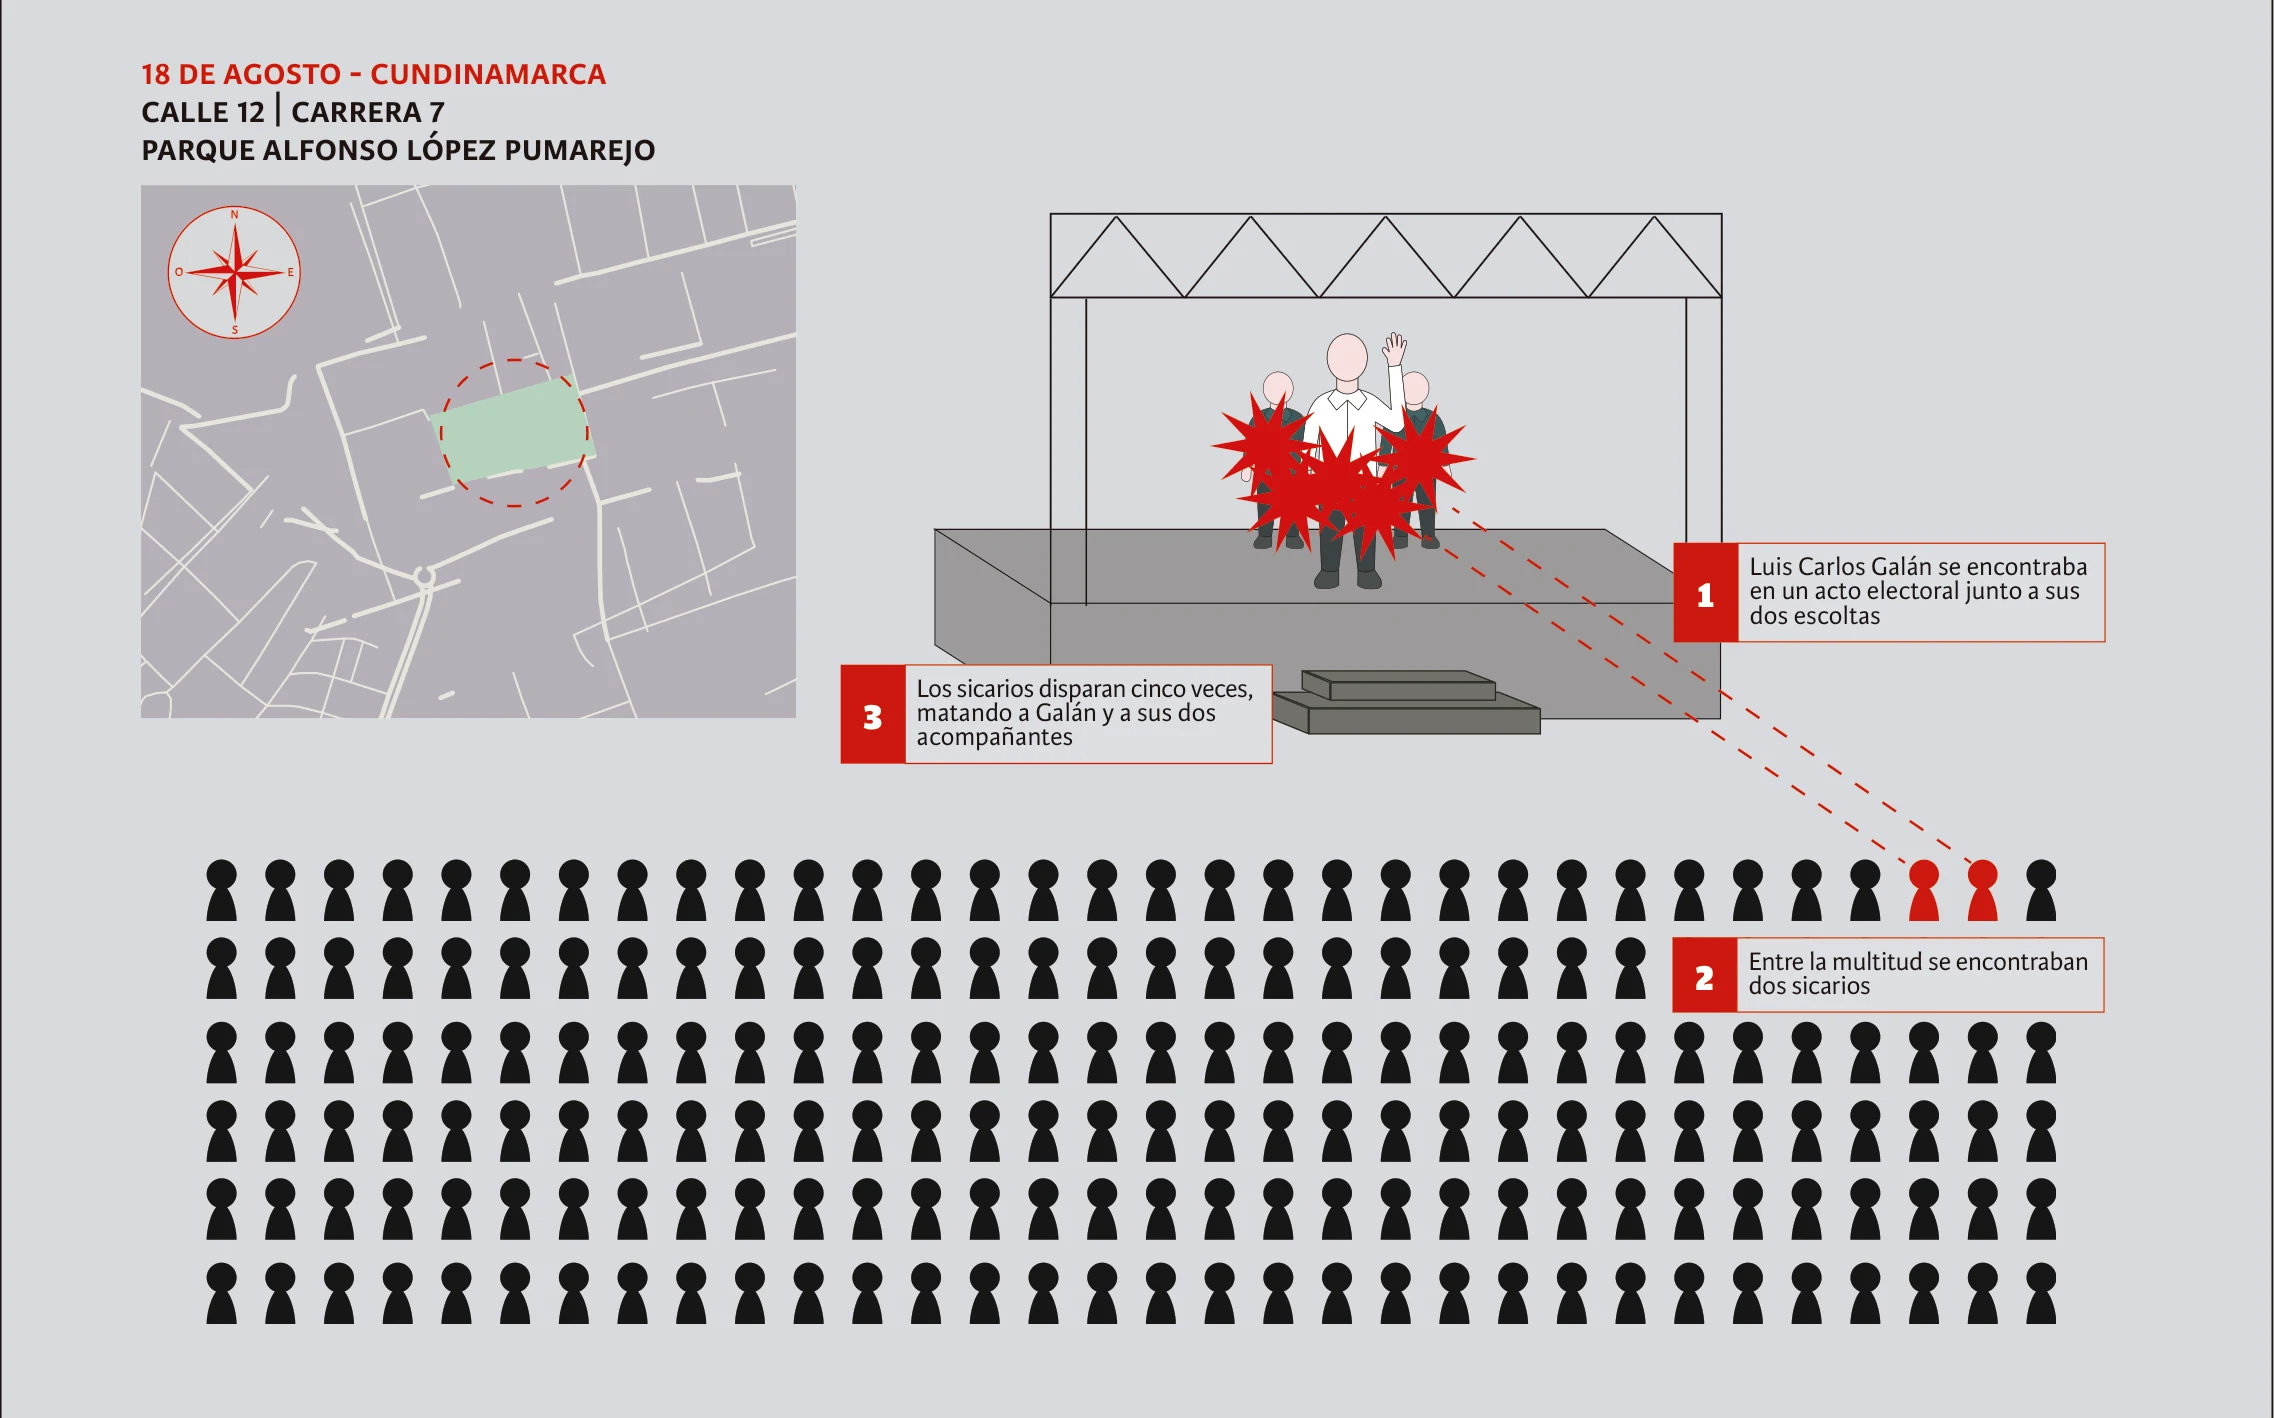 18 DE AGOSTO - CUNDINAMARCA
CALLE 12 | CARRERA 7
PARQUE ALFONSO LÓPEZ PUMAREJO
N
O
E
S
1
Luis Carlos Galán se encontraba
en un acto electoral junto a sus
dos escoltas
3
Los sicarios disparan cinco veces,
matando a Galán y a sus dos
acompañantes
2
Entre la multitud se encontraban
dos sicarios